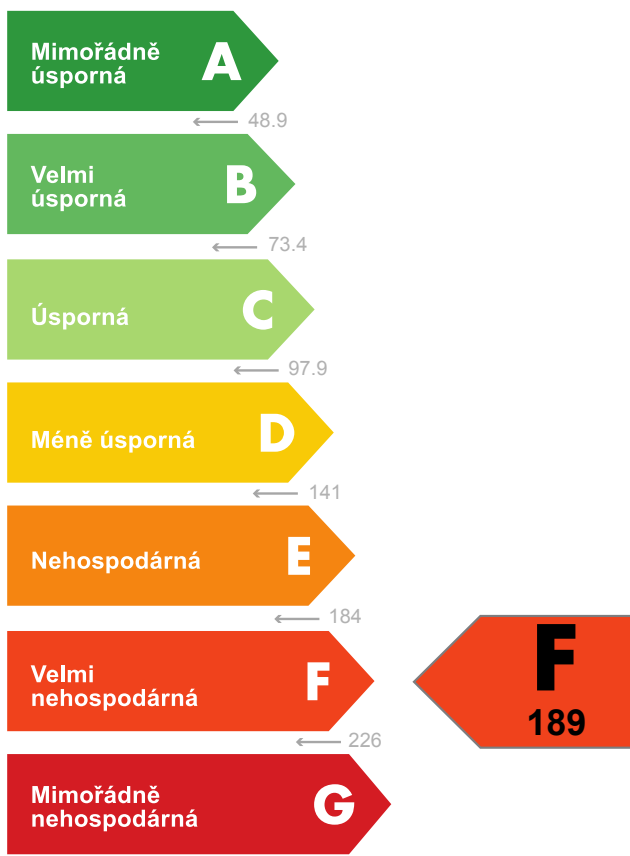 Mimořádně
úsporná
A
← 48.9
Velmi
úsporná
B
← 73.4
Úsporná
C
← 97.9
Méně úsporná
D
← 141
Nehospodárná
E
← 184
Velmi
nehospodárná
F
F
189
← 226
Mimořádně
nehospodárná
G